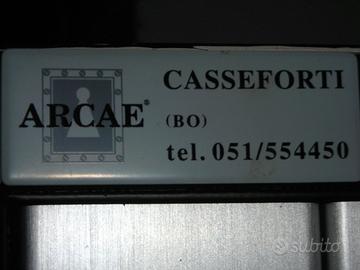 CASSEFORTI
ARCAE® (BO)
tel. 051/554450
subito